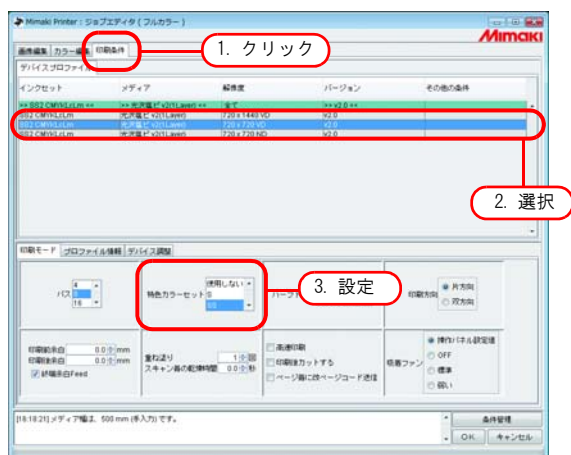 Mimaki Printer : ジョブエディタ ( フルカラー )
Mimaki
画像編集 カラー編集 印刷条件
1. クリック
デバイスプロファイル
インクセット メディア 解像度 バージョン その他の条件
** SS2 CMYKLcLm ** ** 光沢塩ビ v2(1Layer) ** 全て ** v2.0 **
SS2 CMYKLcLm 光沢塩ビ v2(1Layer) 720 x 1440 VD v2.0
SS2 CMYKLcLm 光沢塩ビ v2(1Layer) 720 x 720 VD v2.0
SS2 CMYKLcLm 光沢塩ビ v2(1Layer) 720 x 720 ND v2.0
2. 選択
印刷モード プロファイル情報 デバイス調整
パス 4 8 16
特色カラーセット 使用しない
3. 設定
印刷方向 片方向 双方向
印刷前余白 0.0 mm
印刷後余白 0.0 mm
終端余白Feed
重ね塗り 1 回
スキャン毎の乾燥時間 0.0 秒
高速印刷
印刷後カットする
ページ毎に改ページコード送信
吸着ファン 操作パネル設定値
OFF
標準
弱い
[18:18:21] メディア幅は、500 mm (手入力) です。
条件管理
OK キャンセル